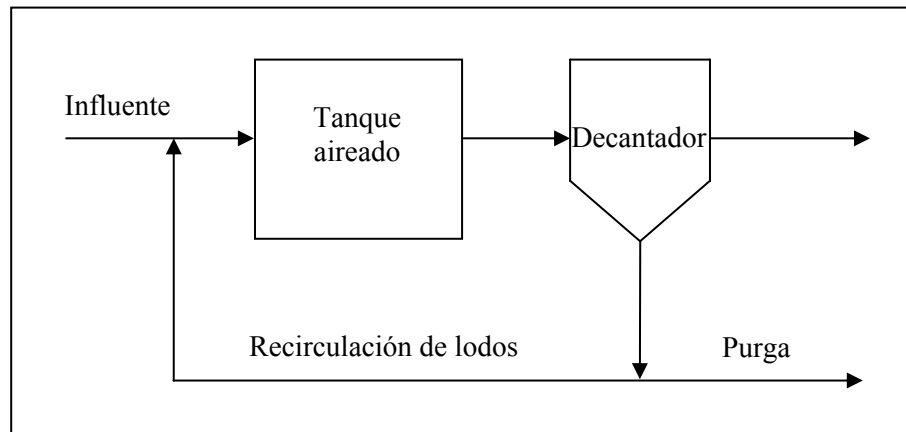 Influente
Tanque
aireado
Decantador
Recirculación de lodos
Purga